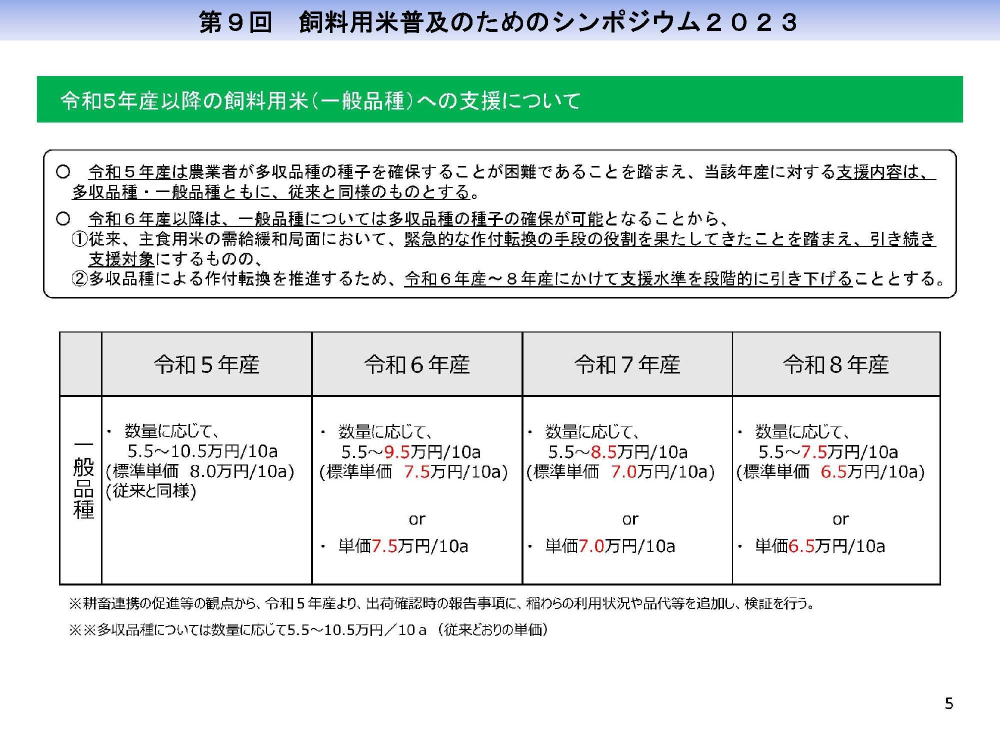 第９回　飼料用米普及のためのシンポジウム２０２３
令和5年産以降の飼料用米（一般品種）への支援について
〇　令和５年産は農業者が多収品種の種子を確保することが困難であることを踏まえ、当該年産に対する支援内容は、
多収品種・一般品種ともに、従来と同様のものとする。
〇　令和６年産以降は、一般品種については多収品種の種子の確保が可能となることから、
①従来、主食用米の需給緩和局面において、緊急的な作付転換の手段の役割を果たしてきたことを踏まえ、引き続き
支援対象にするものの、
②多収品種による作付転換を推進するため、令和６年産～８年産にかけて支援水準を段階的に引き下げることとする。
令和５年産
令和６年産
令和７年産
令和８年産
一般品種
・ 数量に応じて、
5.5～10.5万円/10a
(標準単価　8.0万円/10a)
(従来と同様)
・ 数量に応じて、
5.5～9.5万円/10a
(標準単価　7.5万円/10a)
or
・ 単価7.5万円/10a
・ 数量に応じて、
5.5～8.5万円/10a
(標準単価　7.0万円/10a)
or
・ 単価7.0万円/10a
・ 数量に応じて、
5.5～7.5万円/10a
(標準単価　6.5万円/10a)
or
・ 単価6.5万円/10a
※耕畜連携の促進等の観点から、令和５年産より、出荷確認時の報告事項に、稲わらの利用状況や品代等を追加し、検証を行う。
※※多収品種については数量に応じて5.5～10.5万円／10ａ（従来どおりの単価）
5